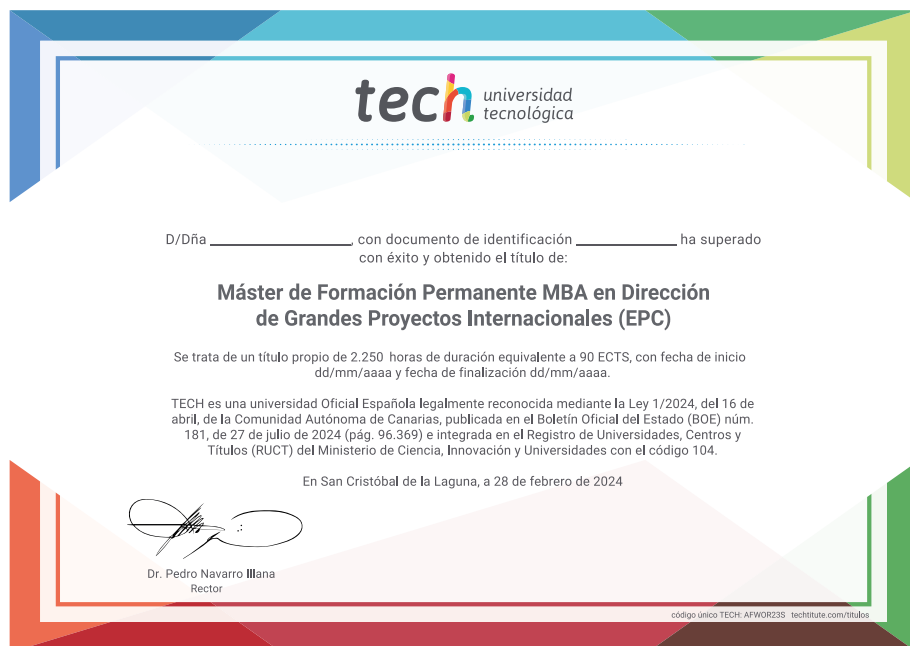 tech universidad
tecnológica
D/Dña ______________, con documento de identificación __________ ha superado
con éxito y obtenido el título de:
Máster de Formación Permanente MBA en Dirección
de Grandes Proyectos Internacionales (EPC)
Se trata de un título propio de 2.250 horas de duración equivalente a 90 ECTS, con fecha de inicio
dd/mm/aaaa y fecha de finalización dd/mm/aaaa.
TECH es una universidad Oficial Española legalmente reconocida mediante la Ley 1/2024, del 16 de
abril, de la Comunidad Autónoma de Canarias, publicada en el Boletín Oficial del Estado (BOE) núm.
181, de 27 de julio de 2024 (pág. 96.369) e integrada en el Registro de Universidades, Centros y
Títulos (RUCT) del Ministerio de Ciencia, Innovación y Universidades con el código 104.
En San Cristóbal de la Laguna, a 28 de febrero de 2024
Dr. Pedro Navarro Illana
Rector
código único TECH: AFWOR23S techtitute.com/titulos